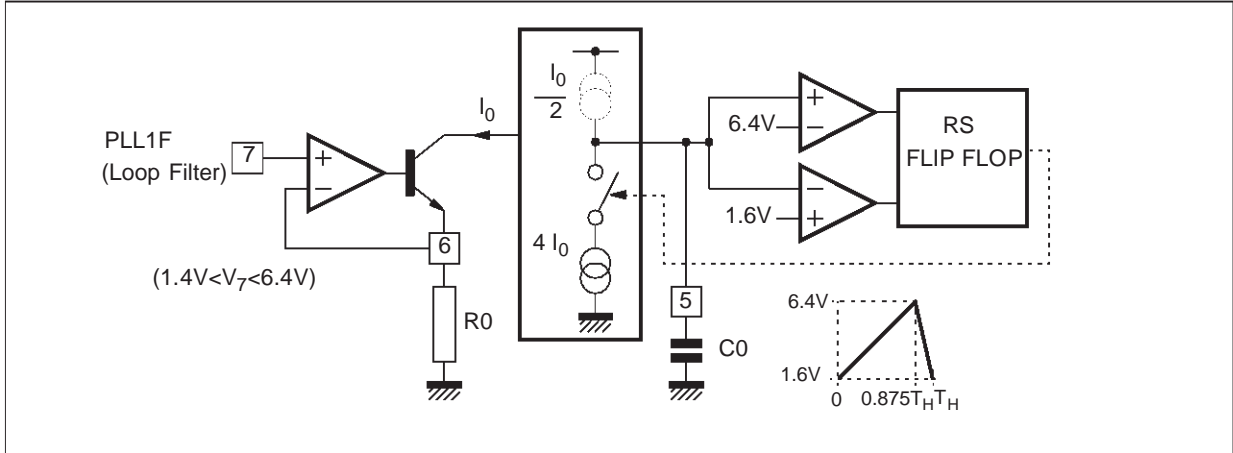 PLL1F
(Loop Filter)
7
+
−
I0
6
(1.4V<V7<6.4V)
R0
I0
2
4 I0
5
C0
+
6.4V −
−
1.6V +
RS
FLIP FLOP
6.4V
1.6V
0 0.875TH TH